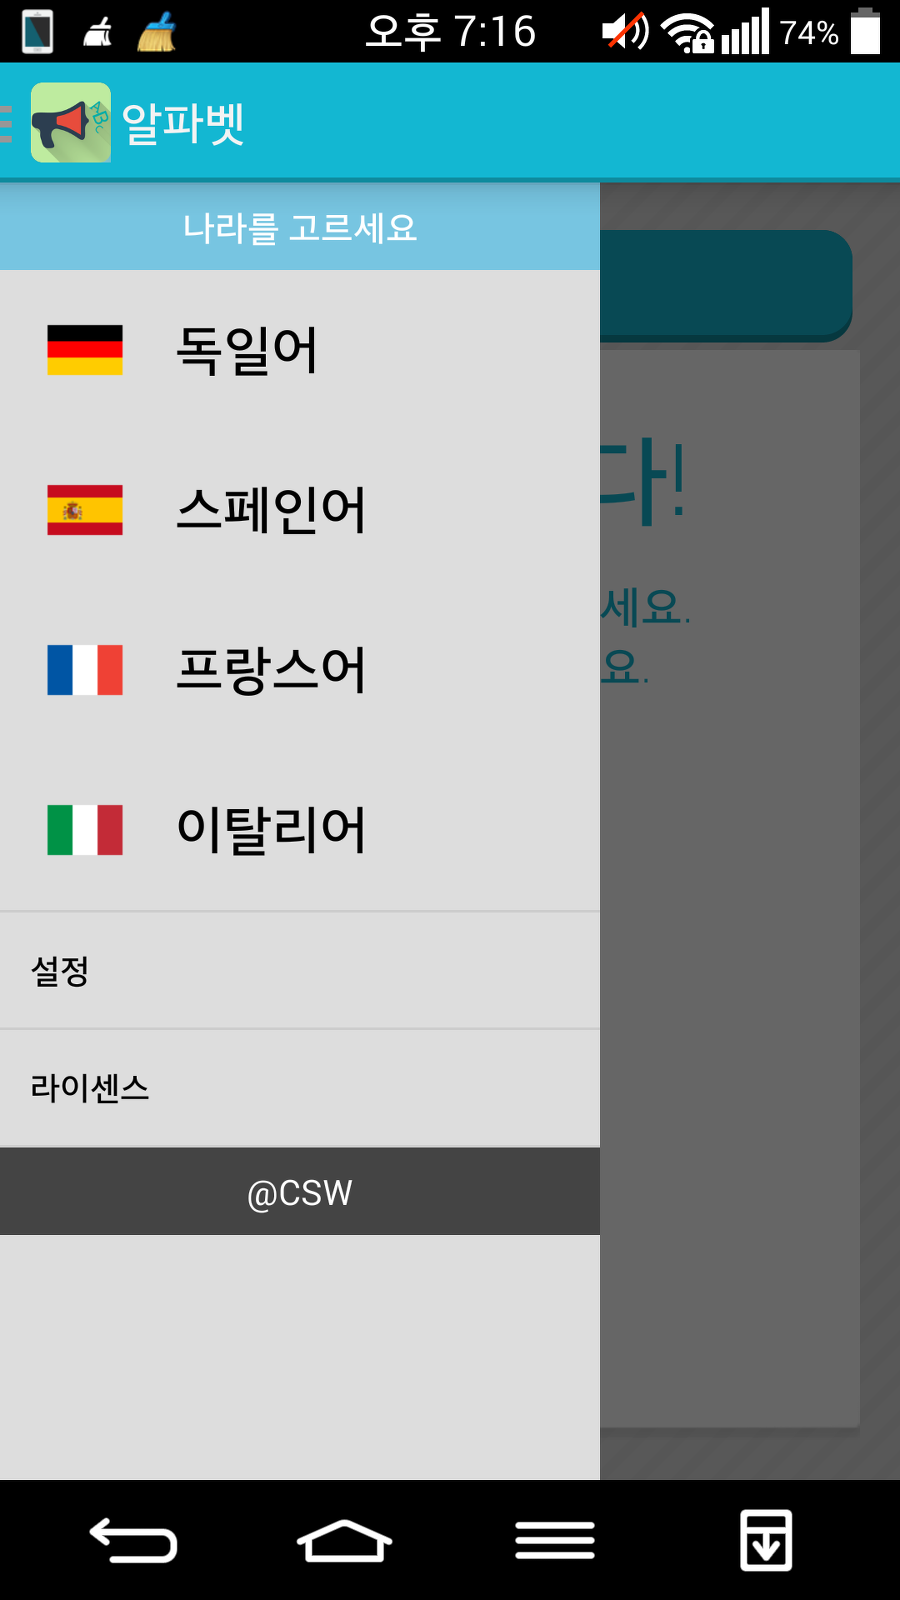 오후 7:16
74%
알파벳
ABC
나라를 고르세요
독일어
스페인어
프랑스어
이탈리어
설정
라이센스
@CSW
다!
세요.
요.